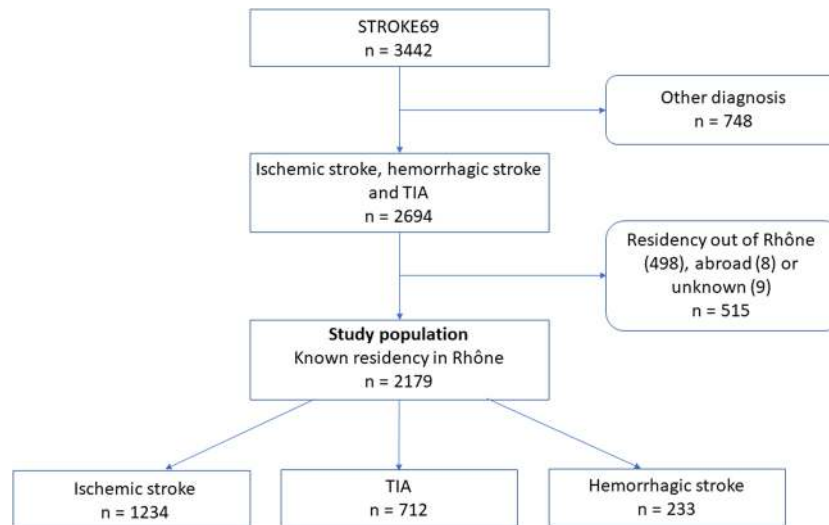 STROKE69
n = 3442
Other diagnosis
n = 748
Ischemic stroke, hemorrhagic stroke
and TIA
n = 2694
Residency out of Rhône
(498), abroad (8) or
unknown (9)
n = 515
Study population
Known residency in Rhône
n = 2179
Ischemic stroke
n = 1234
TIA
n = 712
Hemorrhagic stroke
n = 233